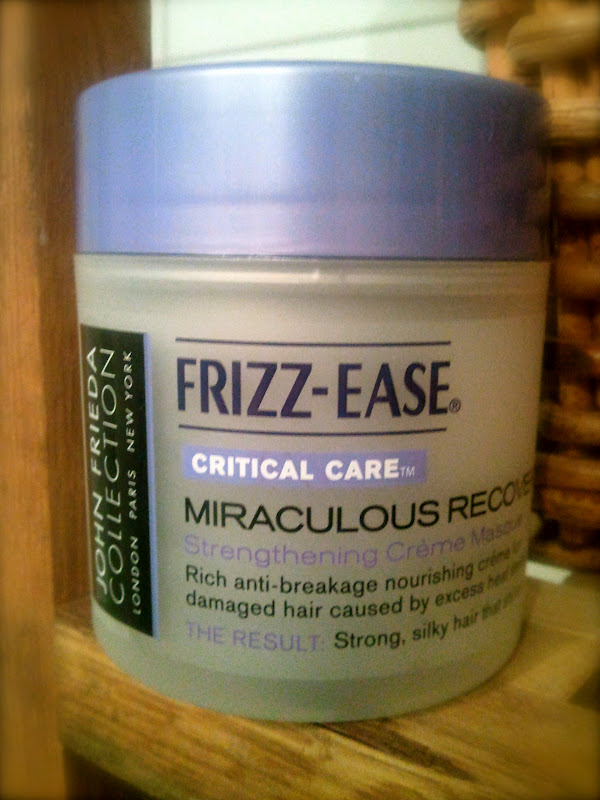 JOHN FRIEDA
COLLECTION
LONDON PARIS NEW YORK
FRIZZ-EASE®
CRITICAL CARE™
MIRACULOUS RECOVE
Strengthening Crème Masque
Rich anti-breakage nourishing crème
damaged hair caused by excess heat
THE RESULT: Strong, silky hair that